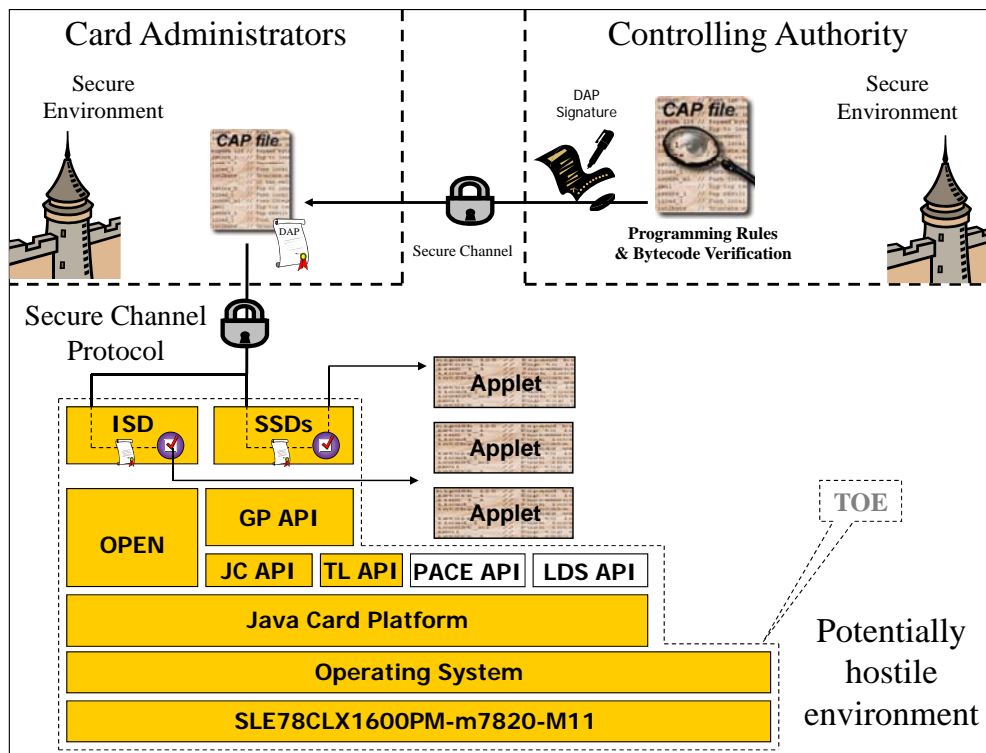 Card Administrators
Controlling Authority
Secure
Environment
CAP file
DAP
DAP
Signature
CAP file
Secure
Environment
Secure Channel
Programming Rules
& Bytecode Verification
Secure Channel
Protocol
Applet
ISD
SSDs
Applet
Applet
TOE
OPEN
GP API
JC API
TL API
PACE API
LDS API
Java Card Platform
Operating System
SLE78CLX1600PM-m7820-M11
Potentially
hostile
environment